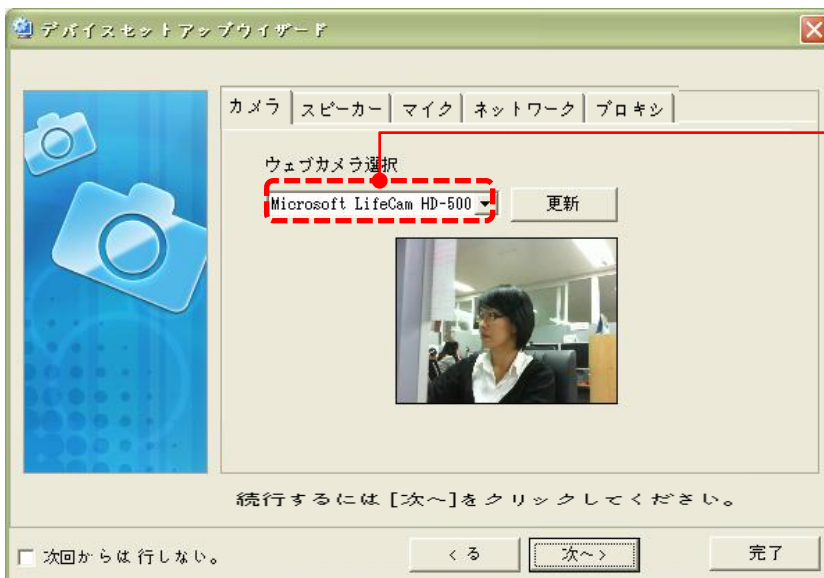 デバイスセットアップウィザード
カメラ スピーカー マイク ネットワーク プロキシ
ウェブカメラ選択
Microsoft LifeCam HD-500 更新
続行するには [次へ]をクリックしてください。
次回からは 行しない。 < る 次へ> 完了